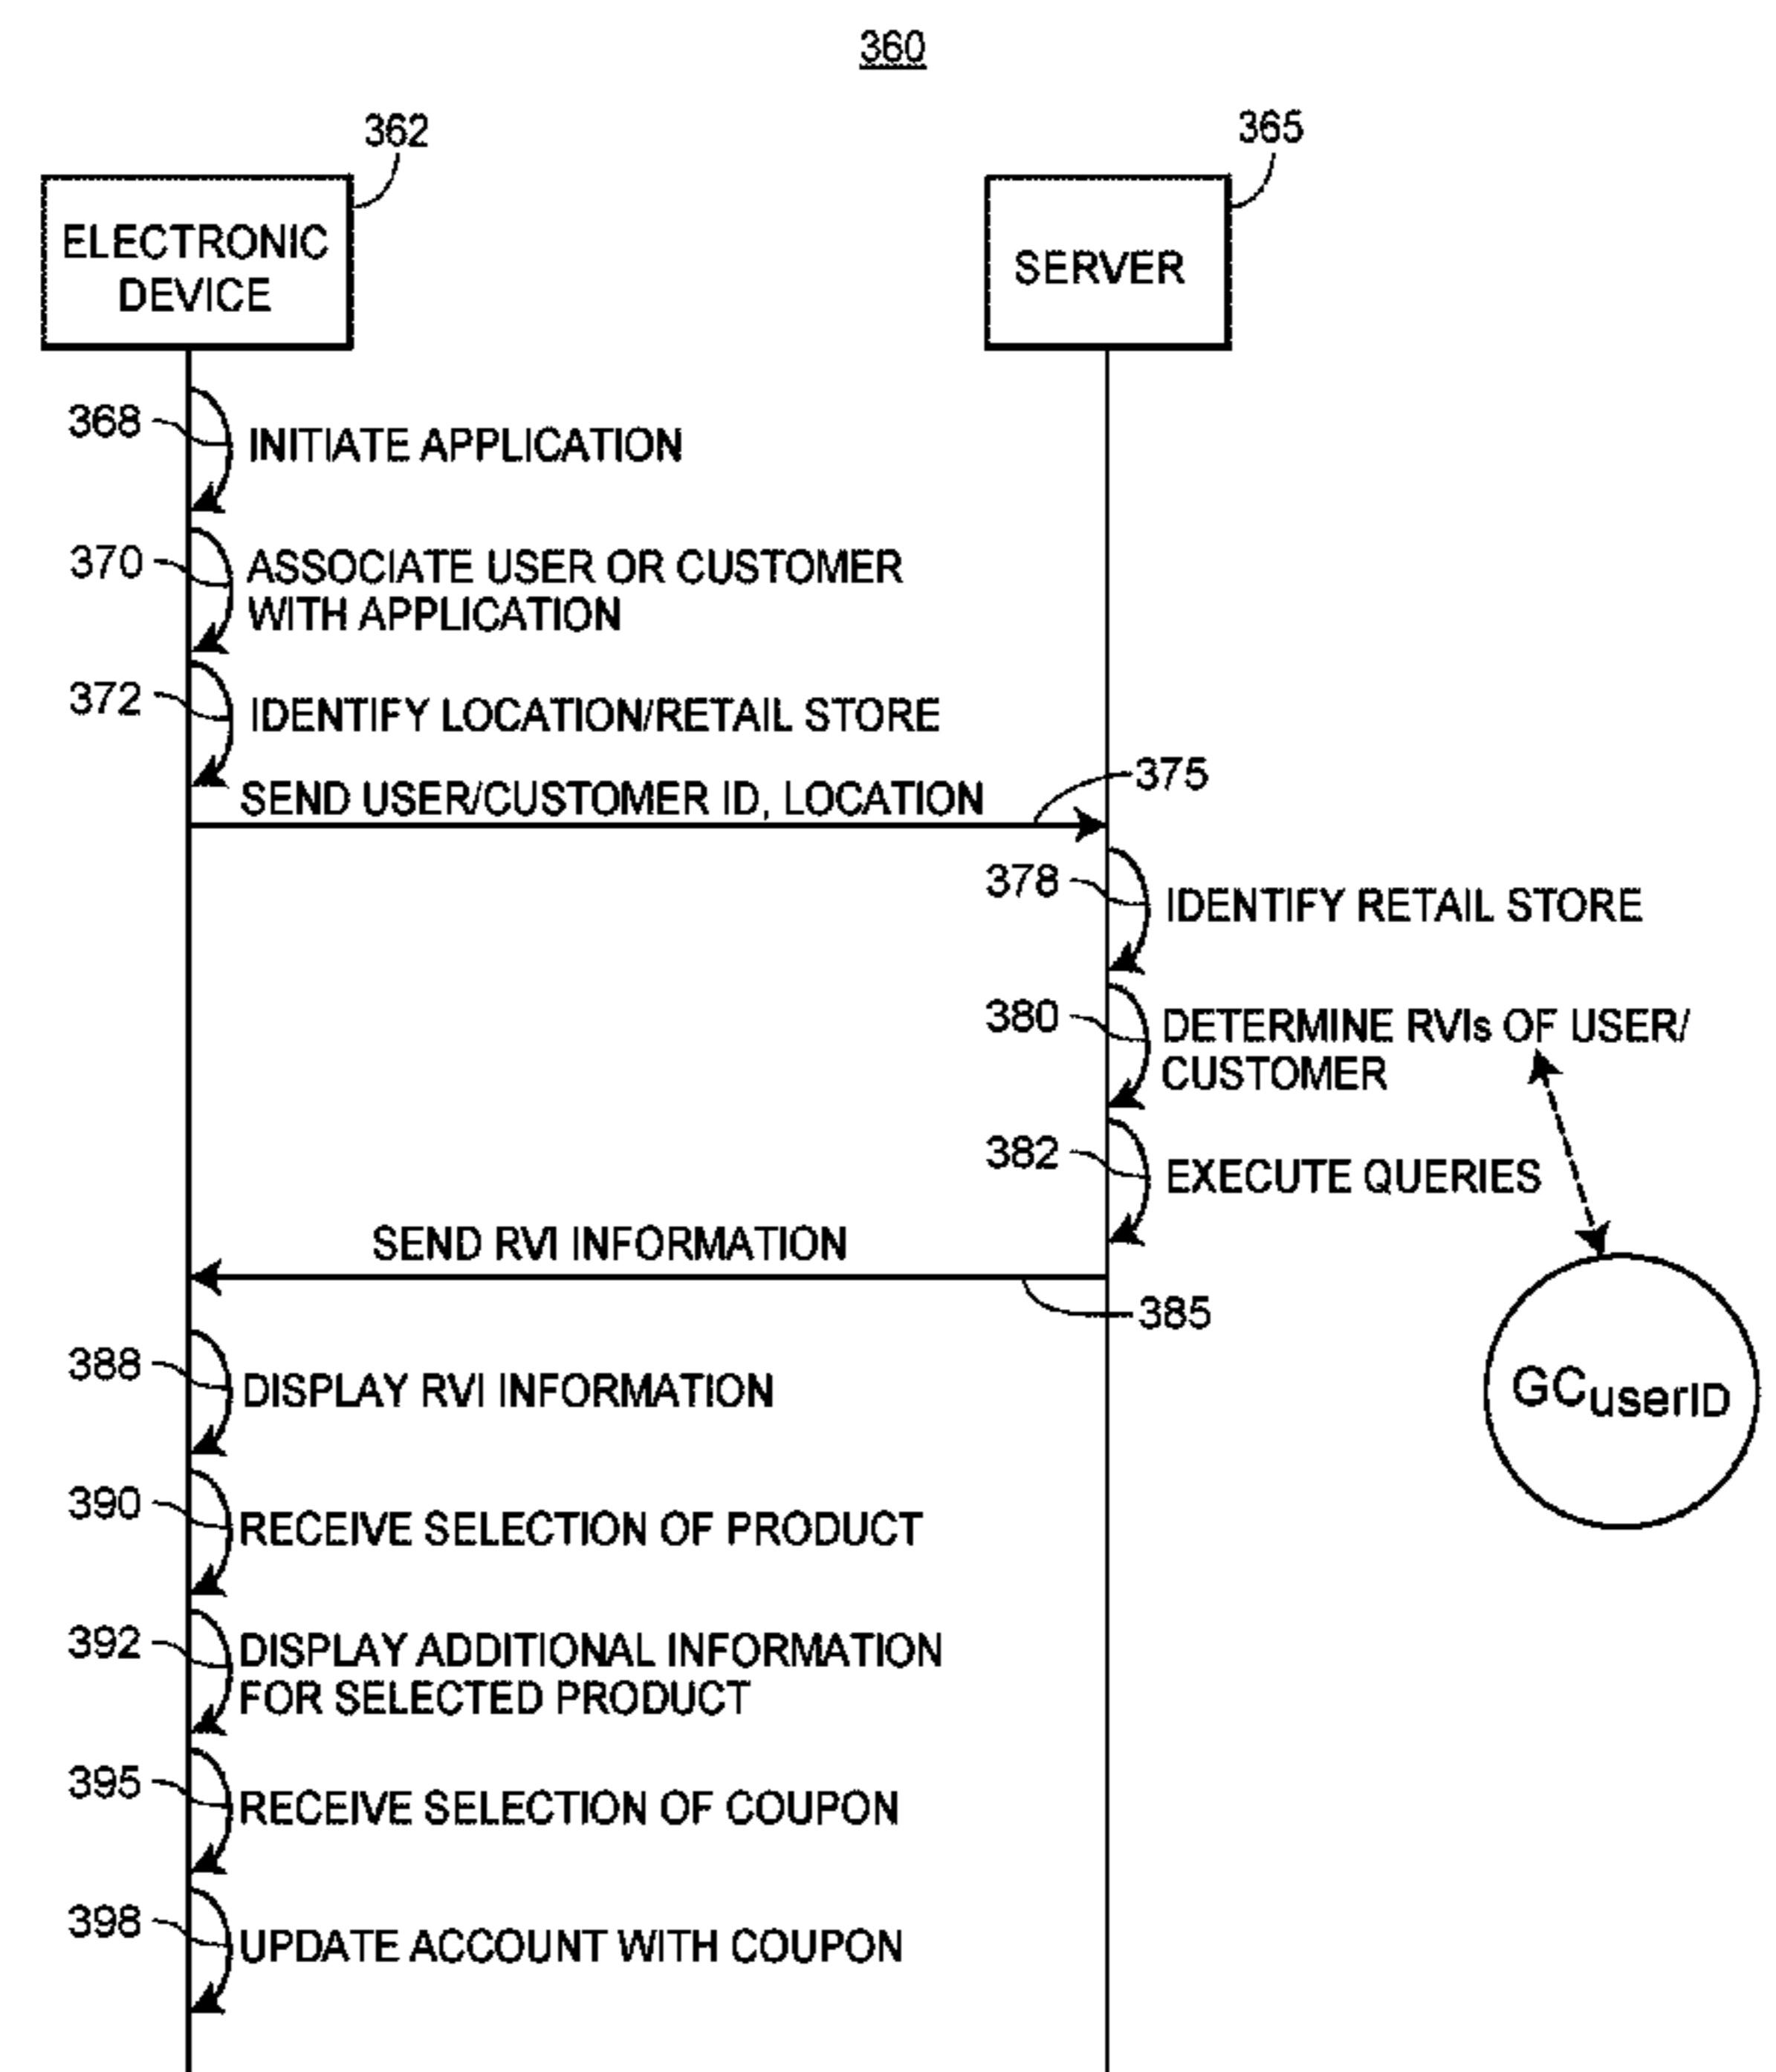 360
362
365
ELECTRONIC
DEVICE
SERVER
368
INITIATE APPLICATION
370
ASSOCIATE USER OR CUSTOMER
WITH APPLICATION
372
IDENTIFY LOCATION/RETAIL STORE
SEND USER/CUSTOMER ID, LOCATION
375
378
IDENTIFY RETAIL STORE
380
DETERMINE RVIs OF USER/
CUSTOMER
382
EXECUTE QUERIES
SEND RVI INFORMATION
385
388
DISPLAY RVI INFORMATION
GCuserID
390
RECEIVE SELECTION OF PRODUCT
392
DISPLAY ADDITIONAL INFORMATION
FOR SELECTED PRODUCT
395
RECEIVE SELECTION OF COUPON
398
UPDATE ACCOUNT WITH COUPON